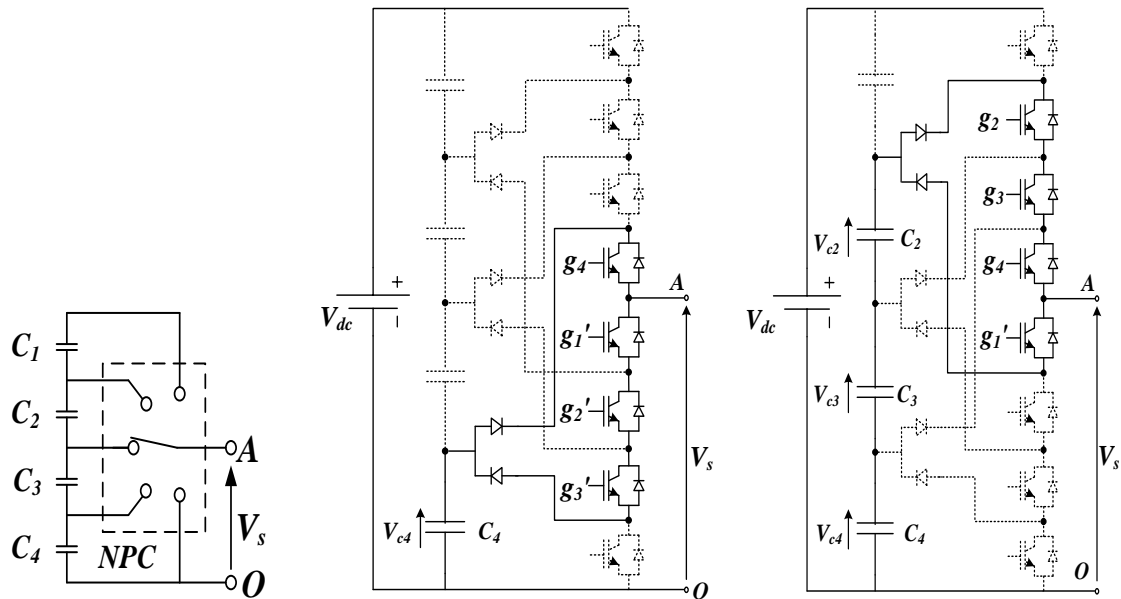 C1
C2
C3
C4
NPC
A
Vs
O
Vdc
+
–
g4
g1'
g2'
g3'
A
Vs
O
Vc4
C4
Vdc
+
–
g2
g3
g4
g1'
A
Vs
O
Vc2
C2
Vc3
C3
Vc4
C4